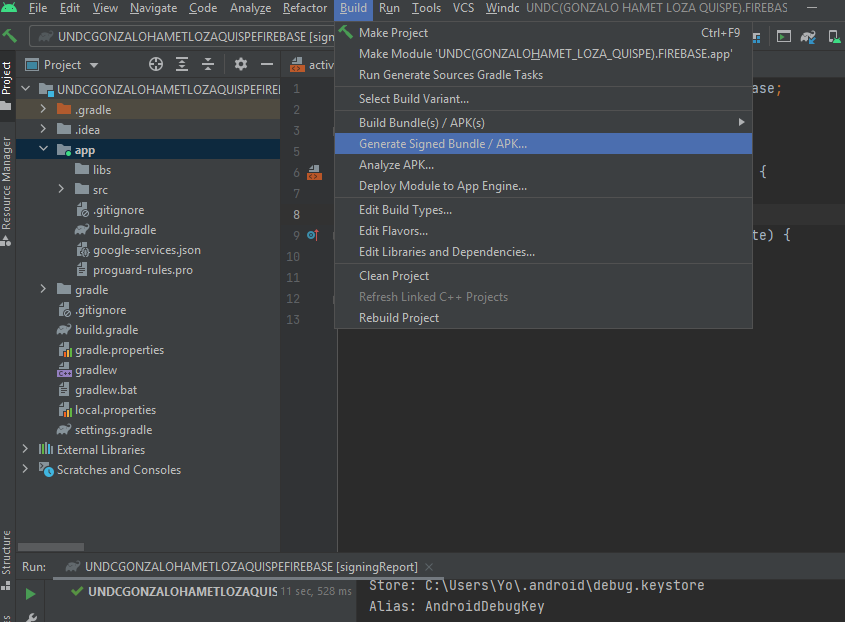 File Edit View Navigate Code Analyze Refactor Build Run Tools VCS Windc UNDC(GONZALO HAMET LOZA QUISPE).FIREBAS
UNDCGONZALOHAMETLOZAQUISPEFIREBASE [sign
Make Project Ctrl+F9
Make Module 'UNDC(GONZALOHAMET_LOZA_QUISPE).FIREBASE.app'
Run Generate Sources Gradle Tasks
Select Build Variant...
Build Bundle(s) / APK(s)
Generate Signed Bundle / APK...
Analyze APK...
Deploy Module to App Engine...
Edit Build Types...
Edit Flavors...
Edit Libraries and Dependencies...
Clean Project
Refresh Linked C++ Projects
Rebuild Project
Project
Resource Manager
Structure
Project
UNDCGONZALOHAMETLOZAQUISPEFIREI
.gradle
.idea
app
libs
src
.gitignore
build.gradle
google-services.json
proguard-rules.pro
gradle
.gitignore
build.gradle
gradle.properties
gradlew
gradlew.bat
local.properties
settings.gradle
External Libraries
Scratches and Consoles
activ
1
2
3
5
6
7
8
9
10
11
12
13
ase;
{
te) {
Run: UNDCGONZALOHAMETLOZAQUISPEFIREBASE [signingReport]
UNDCGONZALOHAMETLOZAQUIS 11 sec, 528 ms
Store: C:\Users\Yo\.android\debug.keystore
Alias: AndroidDebugKey